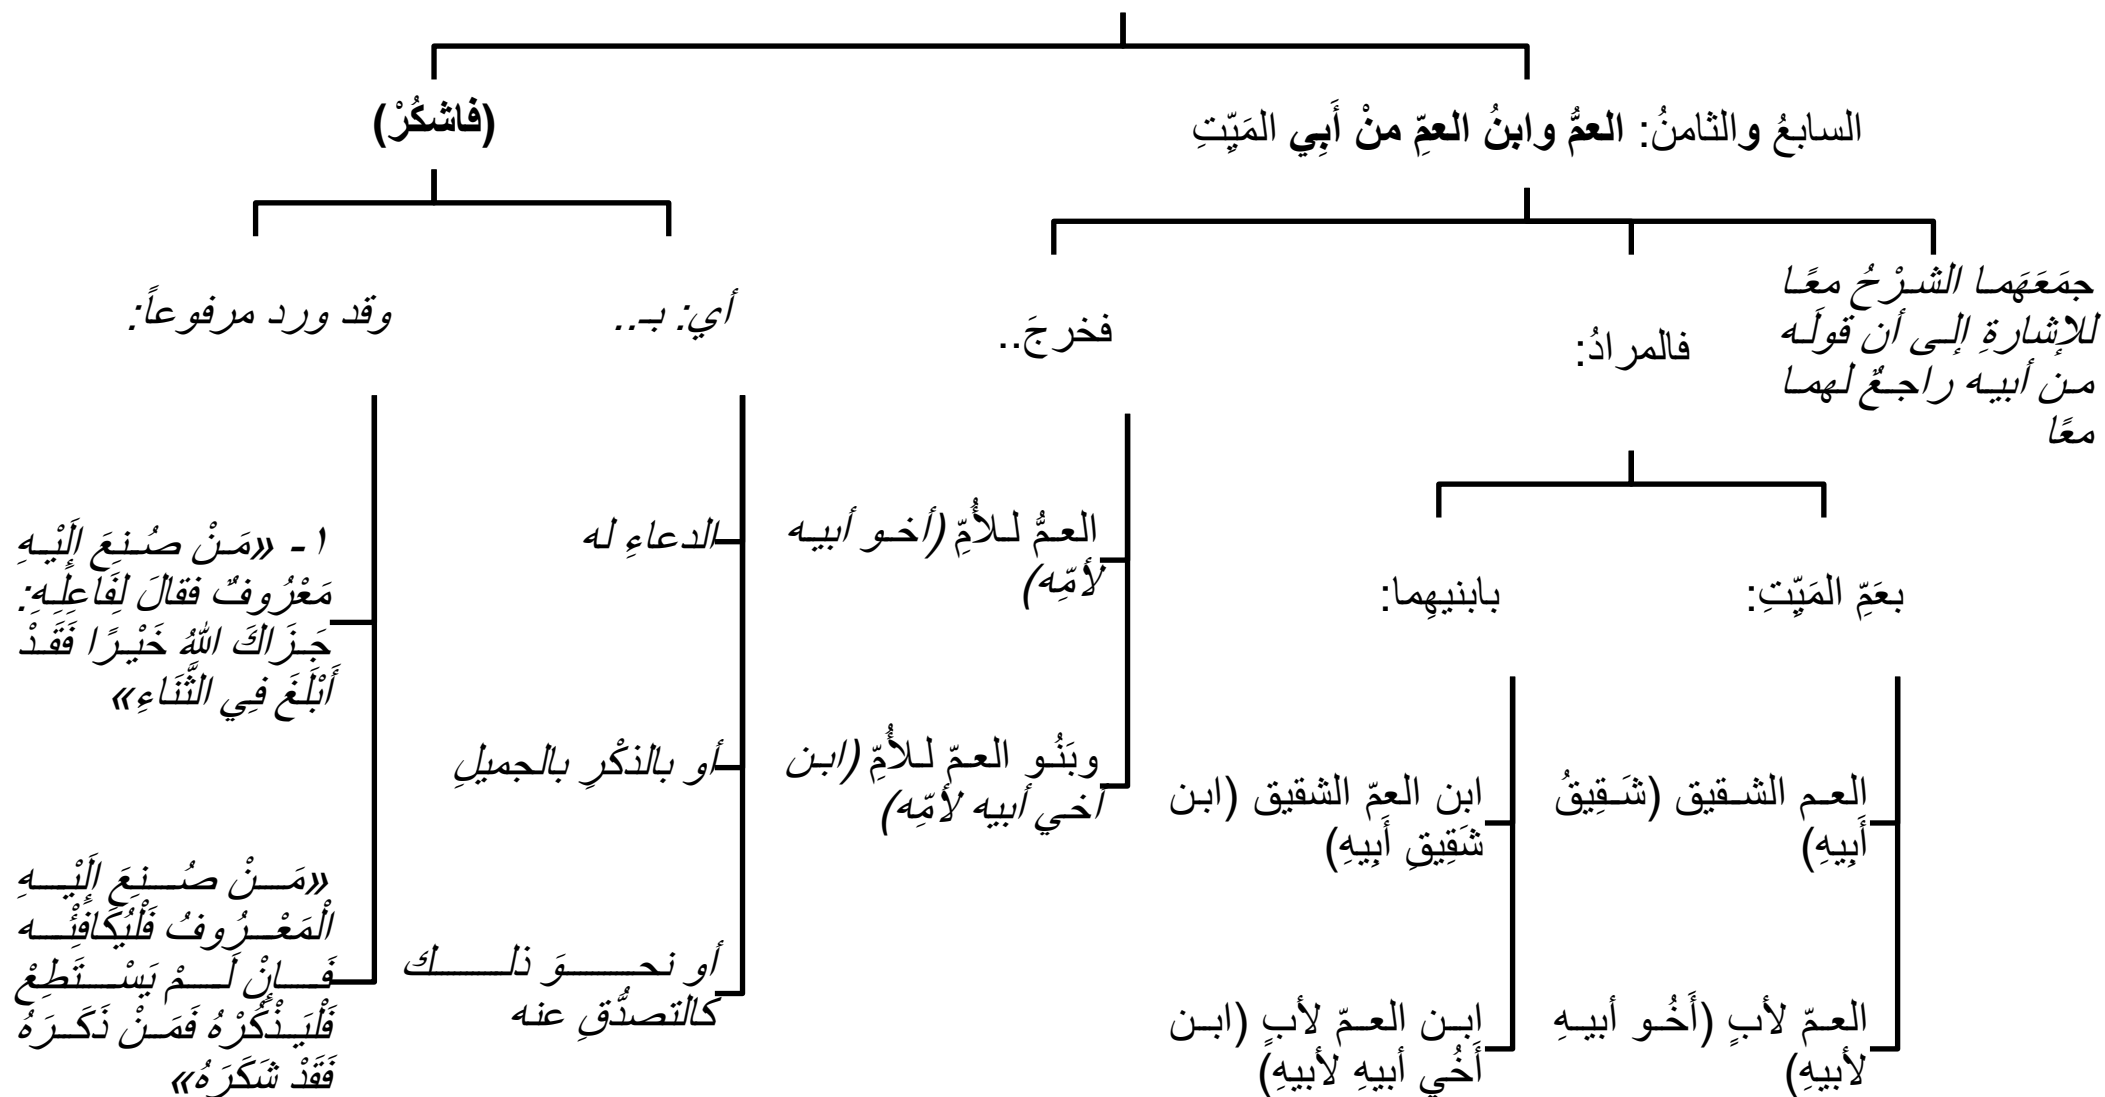 السابعُ والثامنُ: العمُّ وابنُ العمِّ منْ أَبِي المَيِّتِ
(فاشكُرْ)
جمَعَهَما الشرْحُ معًا
للإشارةِ إلى أن قولَه
من أبيه راجعٌ لهما
معًا
فالمرادُ:
فخرجَ..
أي: بـ..
وقد ورد مرفوعاً:
بعَمِّ المَيِّتِ:
بابنيهِما:
العم الشقيق (شَقِيقُ
أَبِيهِ)
العمّ لأبٍ (أَخُو أبيهِ
لأبيهِ)
ابن العمّ الشقيق (ابن
شَقِيقِ أَبِيهِ)
ابن العمّ لأبٍ (ابن
أَخُي أبيهِ لأبيهِ)
العمُّ للأُمِّ (أخو أبيه
لأمِّه)
وبَنُو العمّ للأُمِّ (ابن
أخي أبيه لأمِّه)
الدعاءِ له
أو بالذكْرِ بالجميلِ
أو نحوَ ذلك
كالتصدُّقِ عنه
١- «مَنْ صُنِعَ إِلَيْهِ
مَعْرُوفٌ فقالَ لِفَاعِلِهِ:
جَزَاكَ اللهُ خَيْرًا فَقَدْ
أَبْلَغَ فِي الثَّنَاءِ»
«مَنْ صُنِعَ إِلَيْهِ
الْمَعْرُوفُ فَلْيُكَافِئْه
فَإِنْ لَمْ يَسْتَطِعْ
فَلْيَذْكُرْهُ فَمَنْ ذَكَرَهُ
فَقَدْ شَكَرَهُ»